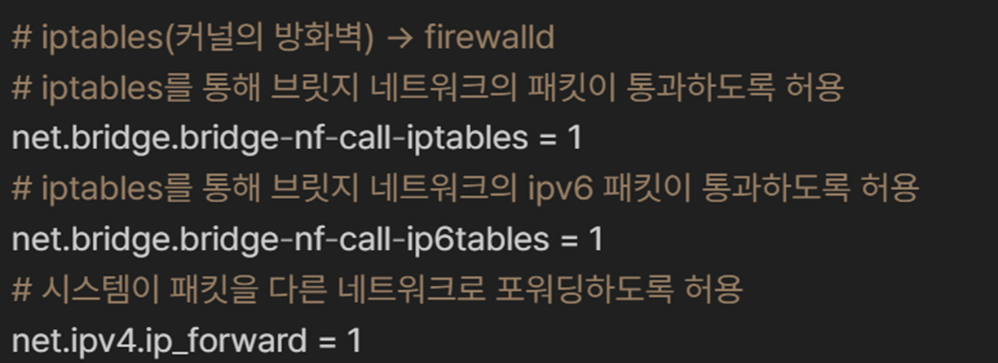 # iptables(커널의 방화벽) → firewalld
# iptables를 통해 브릿지 네트워크의 패킷이 통과하도록 허용
net.bridge.bridge-nf-call-iptables = 1
# iptables를 통해 브릿지 네트워크의 ipv6 패킷이 통과하도록 허용
net.bridge.bridge-nf-call-ip6tables = 1
# 시스템이 패킷을 다른 네트워크로 포워딩하도록 허용
net.ipv4.ip_forward = 1